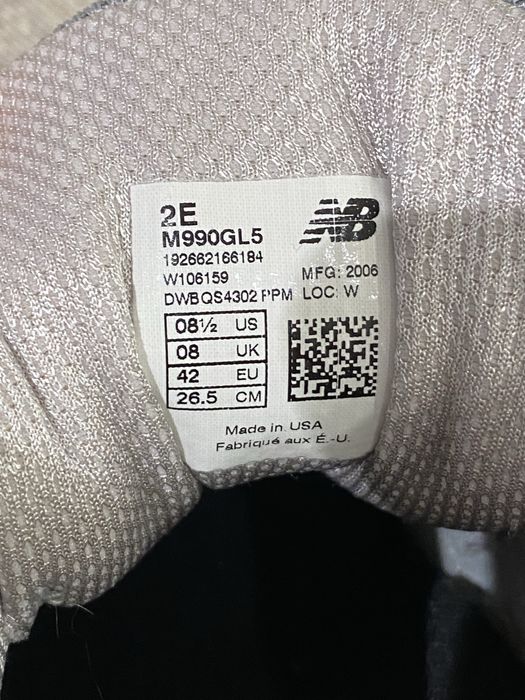 2E
M990GL5
NB
192662166184
W106159 MFG: 2006
DWBQS4302 PPM LOC: W
08½ US
08 UK
42 EU
26.5 CM
Made in USA
Fabriqué aux É.-U.